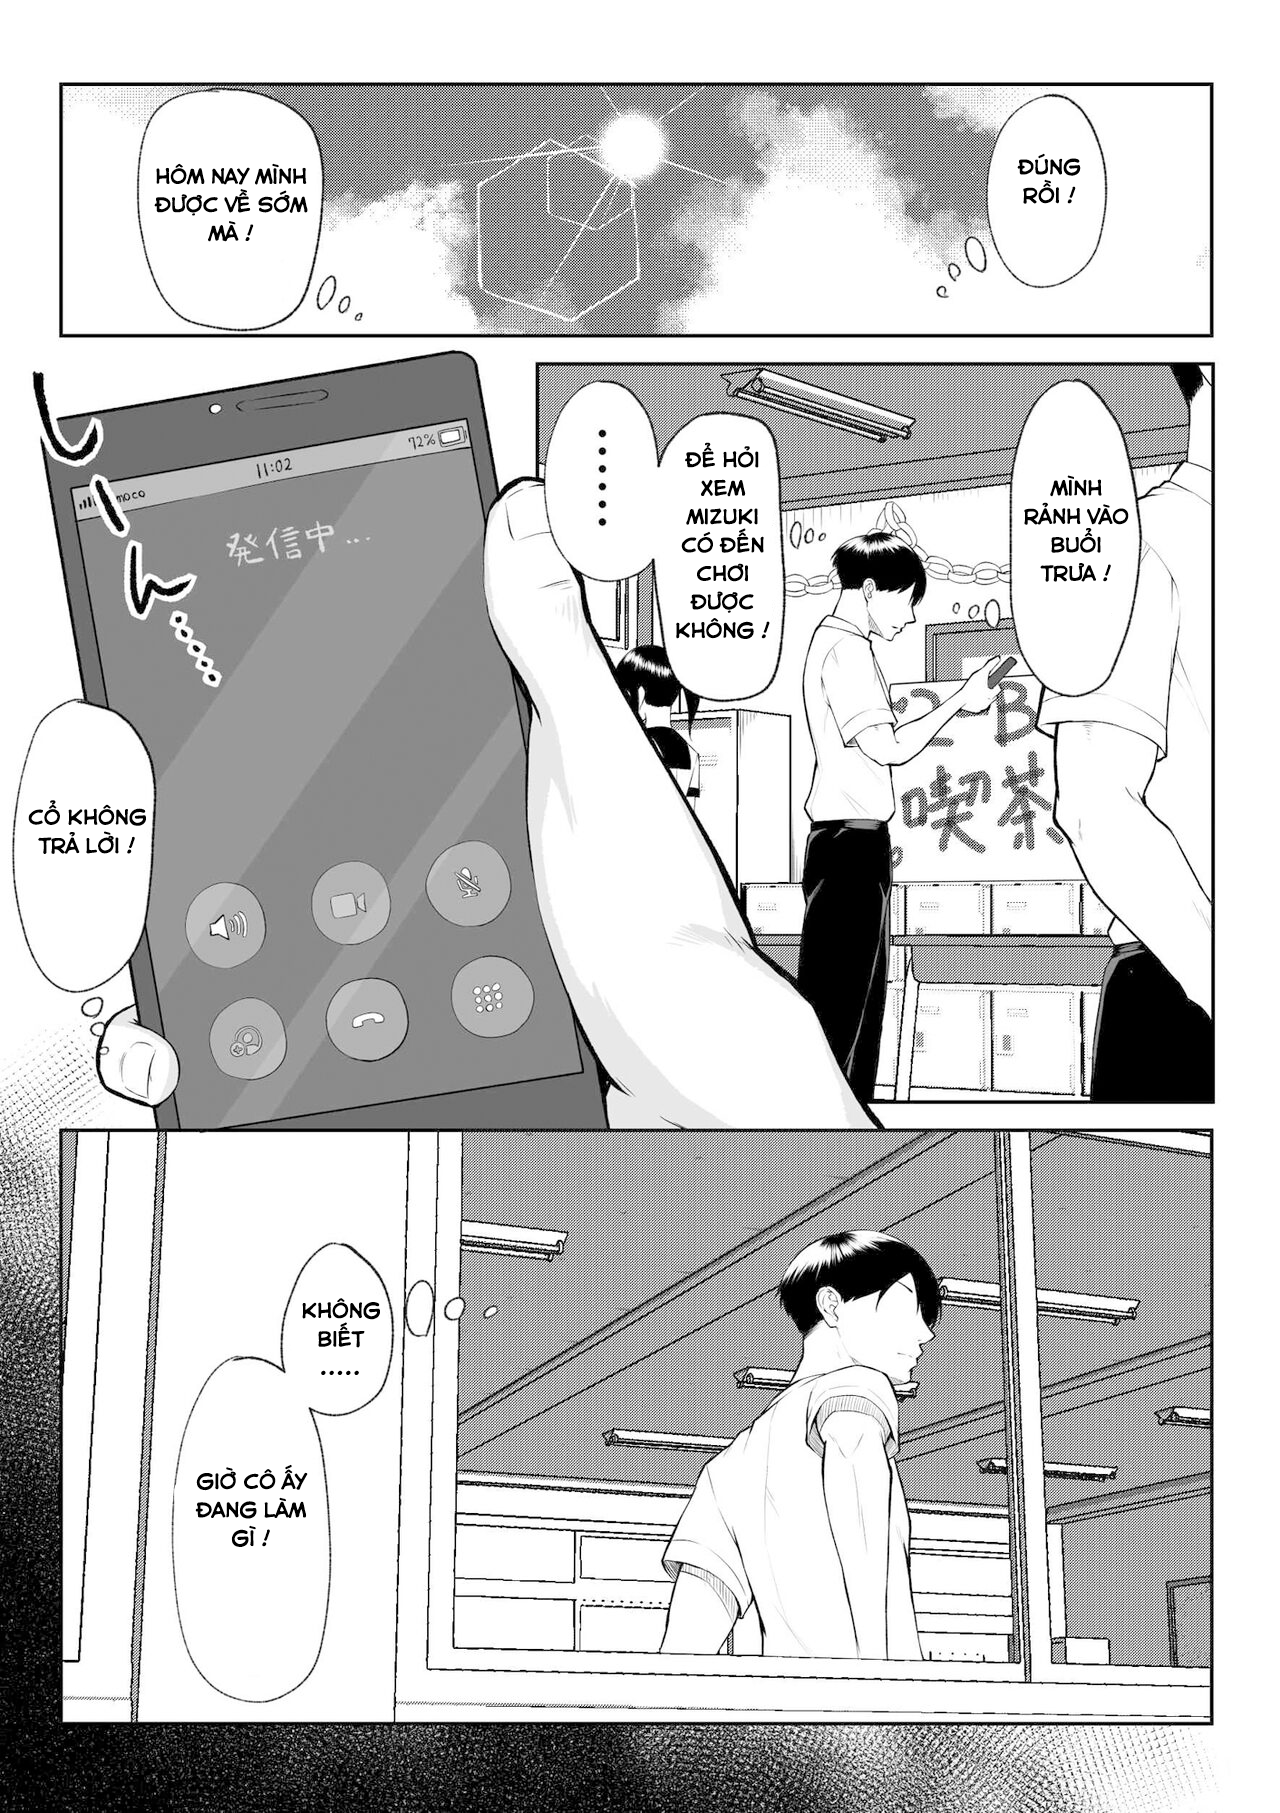 ĐÚNG
RỒI !
HÔM NAY MÌNH
ĐƯỢC VỀ SỚM
MÀ !
MÌNH
RẢNH VÀO
BUỔI
TRƯA !
ĐỂ HỎI
XEM
MIZUKI
CÓ ĐẾN
CHƠI
ĐƯỢC
KHÔNG !
......
2-B
喫茶
72%
11:02
発信中...
しーん……
CỔ KHÔNG
TRẢ LỜI !
KHÔNG
BIẾT
.....
GIỜ CÔ ẤY
ĐANG LÀM
GÌ !